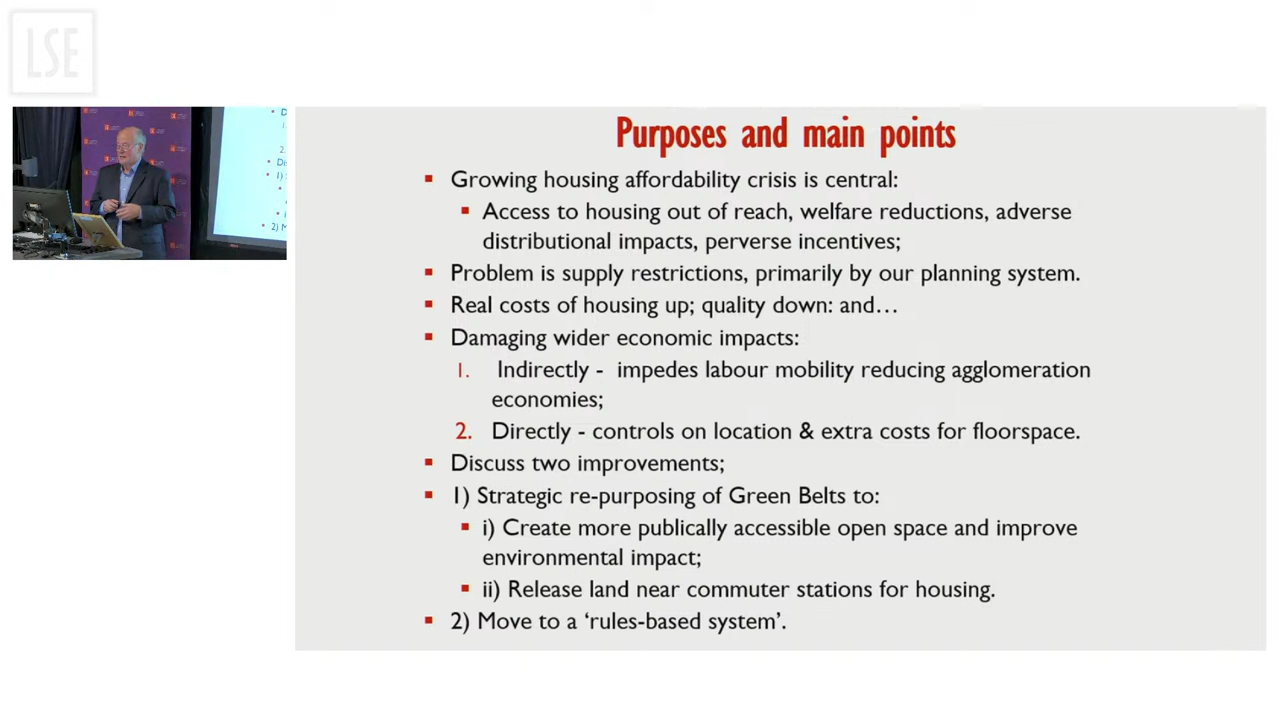 LSE
Purposes and main points
▪ Growing housing affordability crisis is central:
▪ Access to housing out of reach, welfare reductions, adverse
distributional impacts, perverse incentives;
▪ Problem is supply restrictions, primarily by our planning system.
▪ Real costs of housing up; quality down: and…
▪ Damaging wider economic impacts:
1. Indirectly - impedes labour mobility reducing agglomeration
economies;
2. Directly - controls on location & extra costs for floorspace.
▪ Discuss two improvements;
▪ 1) Strategic re-purposing of Green Belts to:
▪ i) Create more publically accessible open space and improve
environmental impact;
▪ ii) Release land near commuter stations for housing.
▪ 2) Move to a ‘rules-based system’.